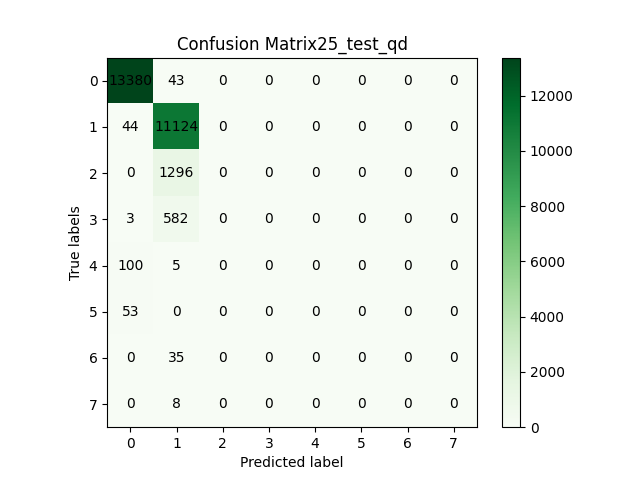 Confusion Matrix25_test_qd
0 13380 43 0 0 0 0 0 0
1 44 11124 0 0 0 0 0 0
2 0 1296 0 0 0 0 0 0
3 3 582 0 0 0 0 0 0
4 100 5 0 0 0 0 0 0
5 53 0 0 0 0 0 0 0
6 0 35 0 0 0 0 0 0
7 0 8 0 0 0 0 0 0
0 1 2 3 4 5 6 7
Predicted label
True labels
12000
10000
8000
6000
4000
2000
0